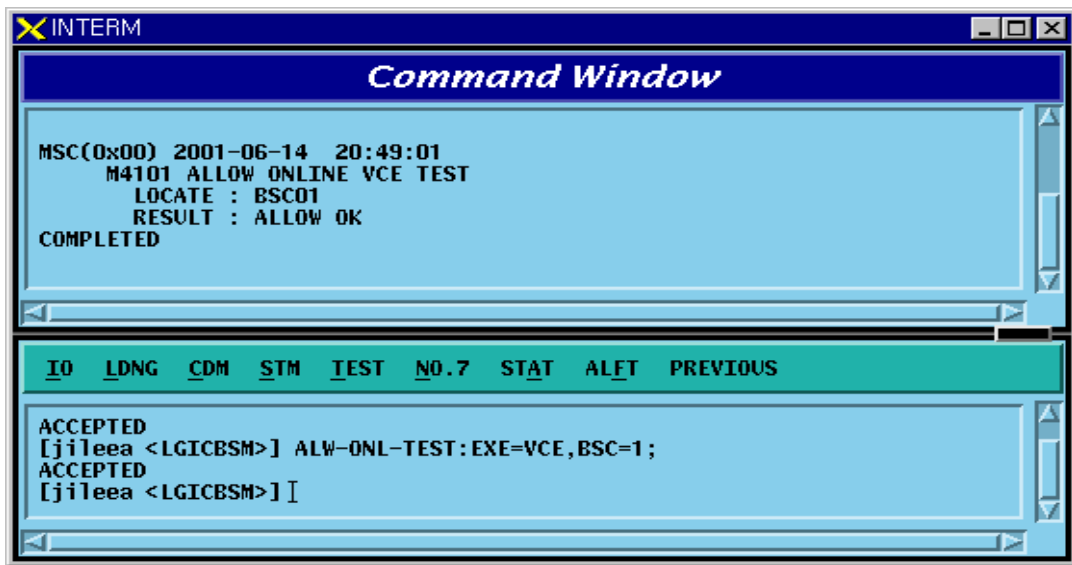 INTERM
Command Window
MSC(0x00) 2001-06-14 20:49:01
M4101 ALLOW ONLINE VCE TEST
LOCATE : BSC01
RESULT : ALLOW OK
COMPLETED
IO LDNG CDM STM TEST NO.7 STAT ALFT PREVIOUS
ACCEPTED
[jileea <LGICBSM>] ALW-ONL-TEST:EXE=VCE,BSC=1;
ACCEPTED
[jileea <LGICBSM>]